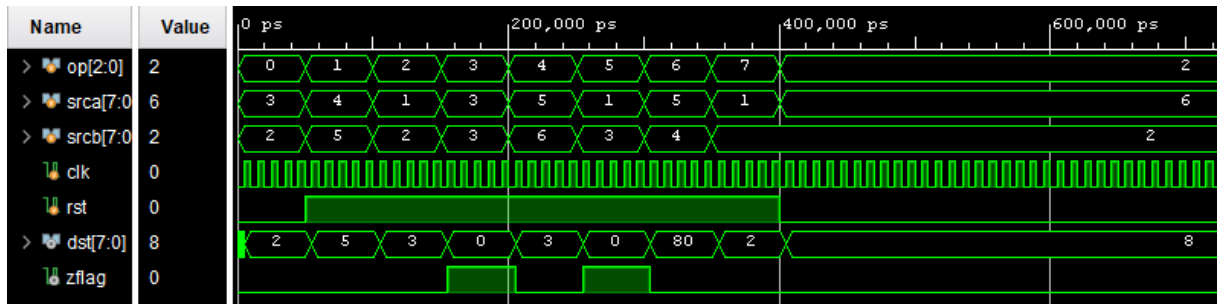 Name Value 0 ps 200,000 ps 400,000 ps 600,000 ps
op[2:0] 2 0 1 2 3 4 5 6 7 2
srca[7:0 6 3 4 1 3 5 1 5 1 6
srcb[7:0 2 2 5 2 3 6 3 4 2
clk 0
rst 0
dst[7:0] 8 2 5 3 0 3 0 80 2 8
zflag 0